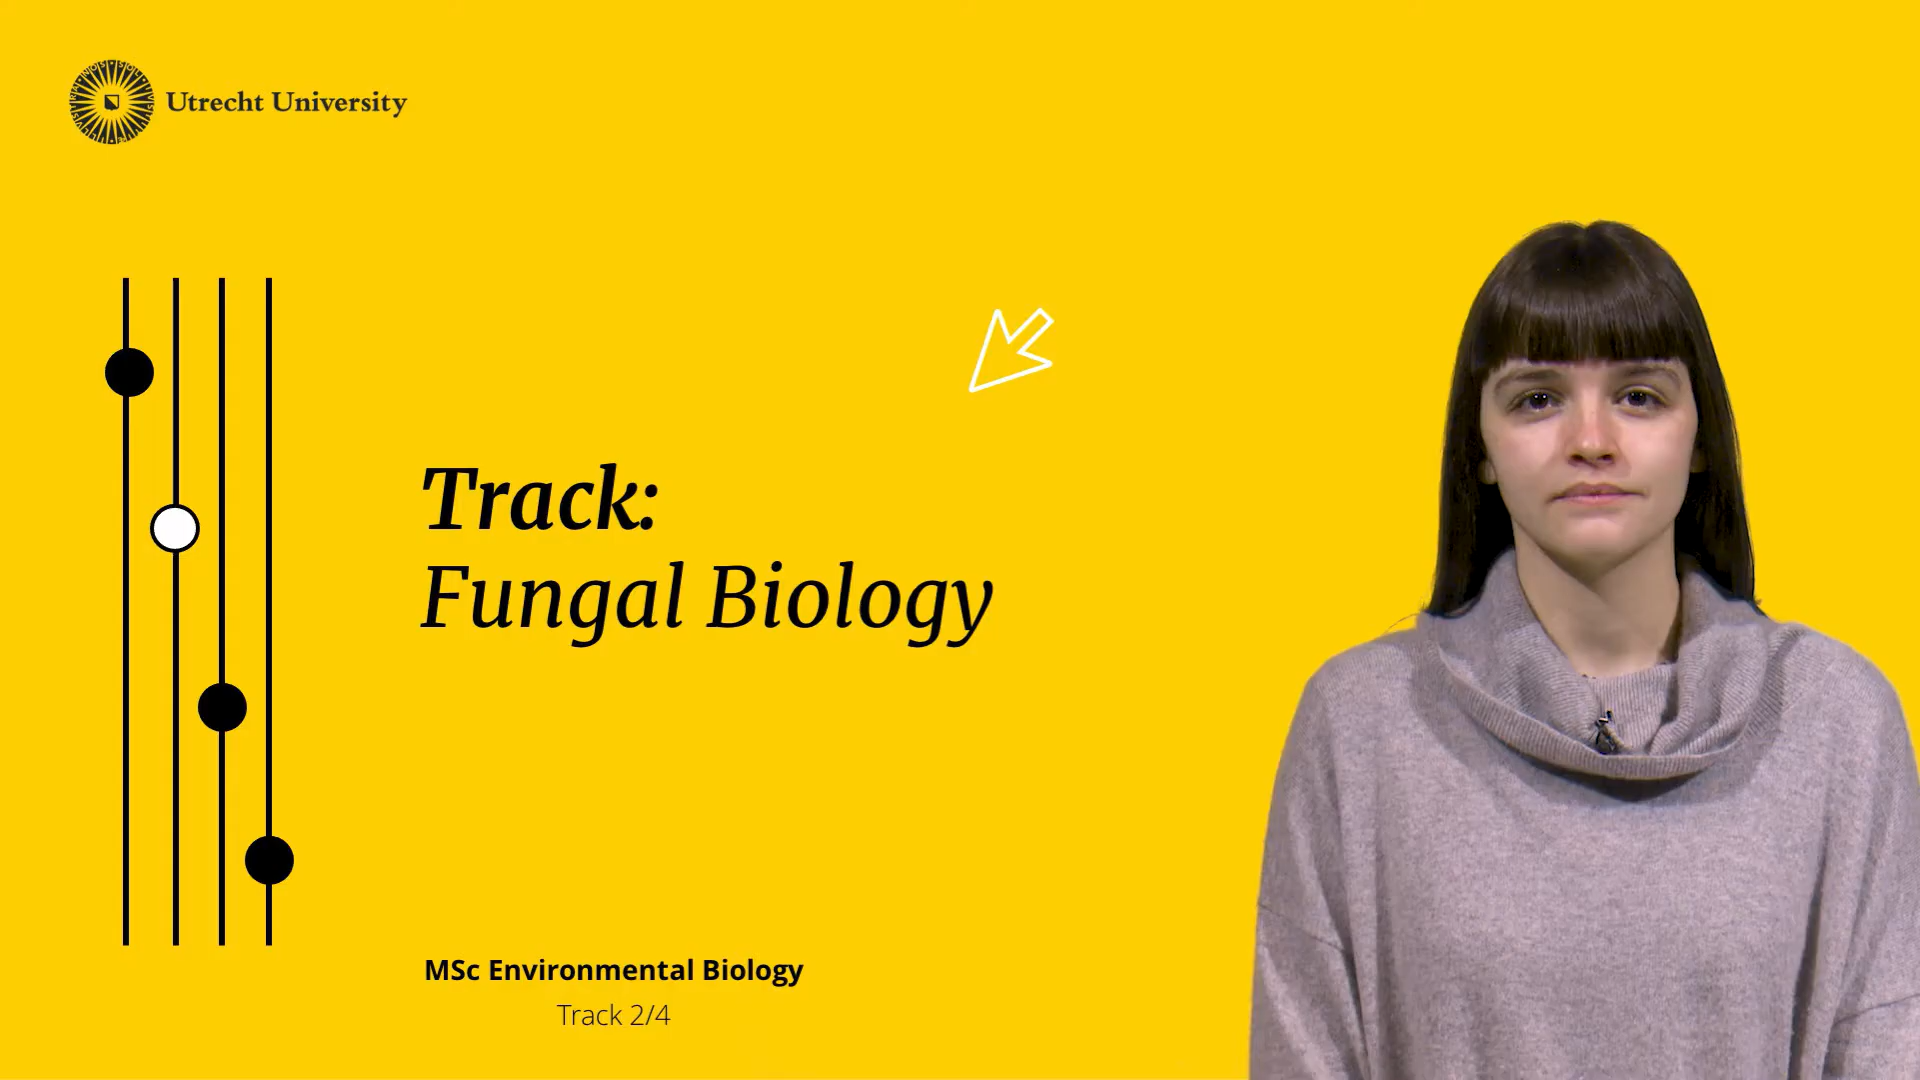 Utrecht University
Track:
Fungal Biology
MSc Environmental Biology
Track 2/4